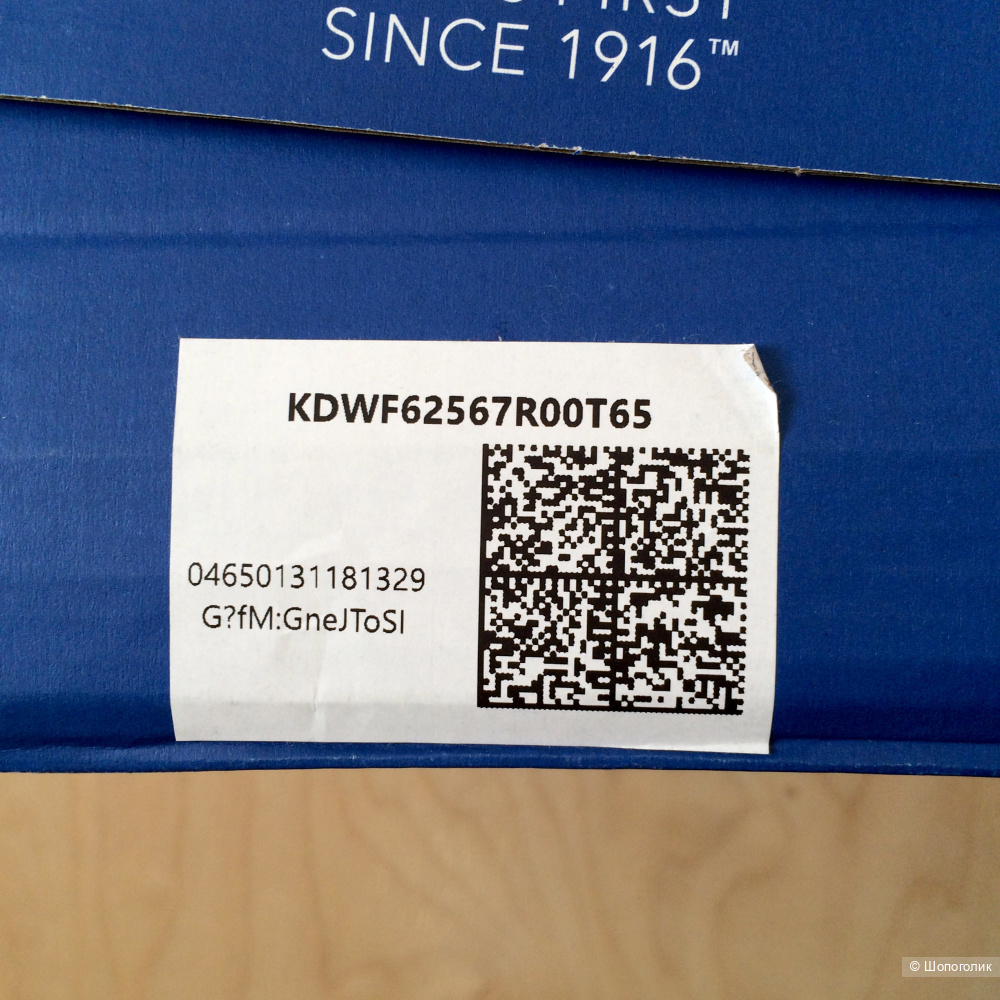 SINCE 1916™
KDWF62567R00T65
04650131181329
G?fM:GneJToSI
© Шопоголик